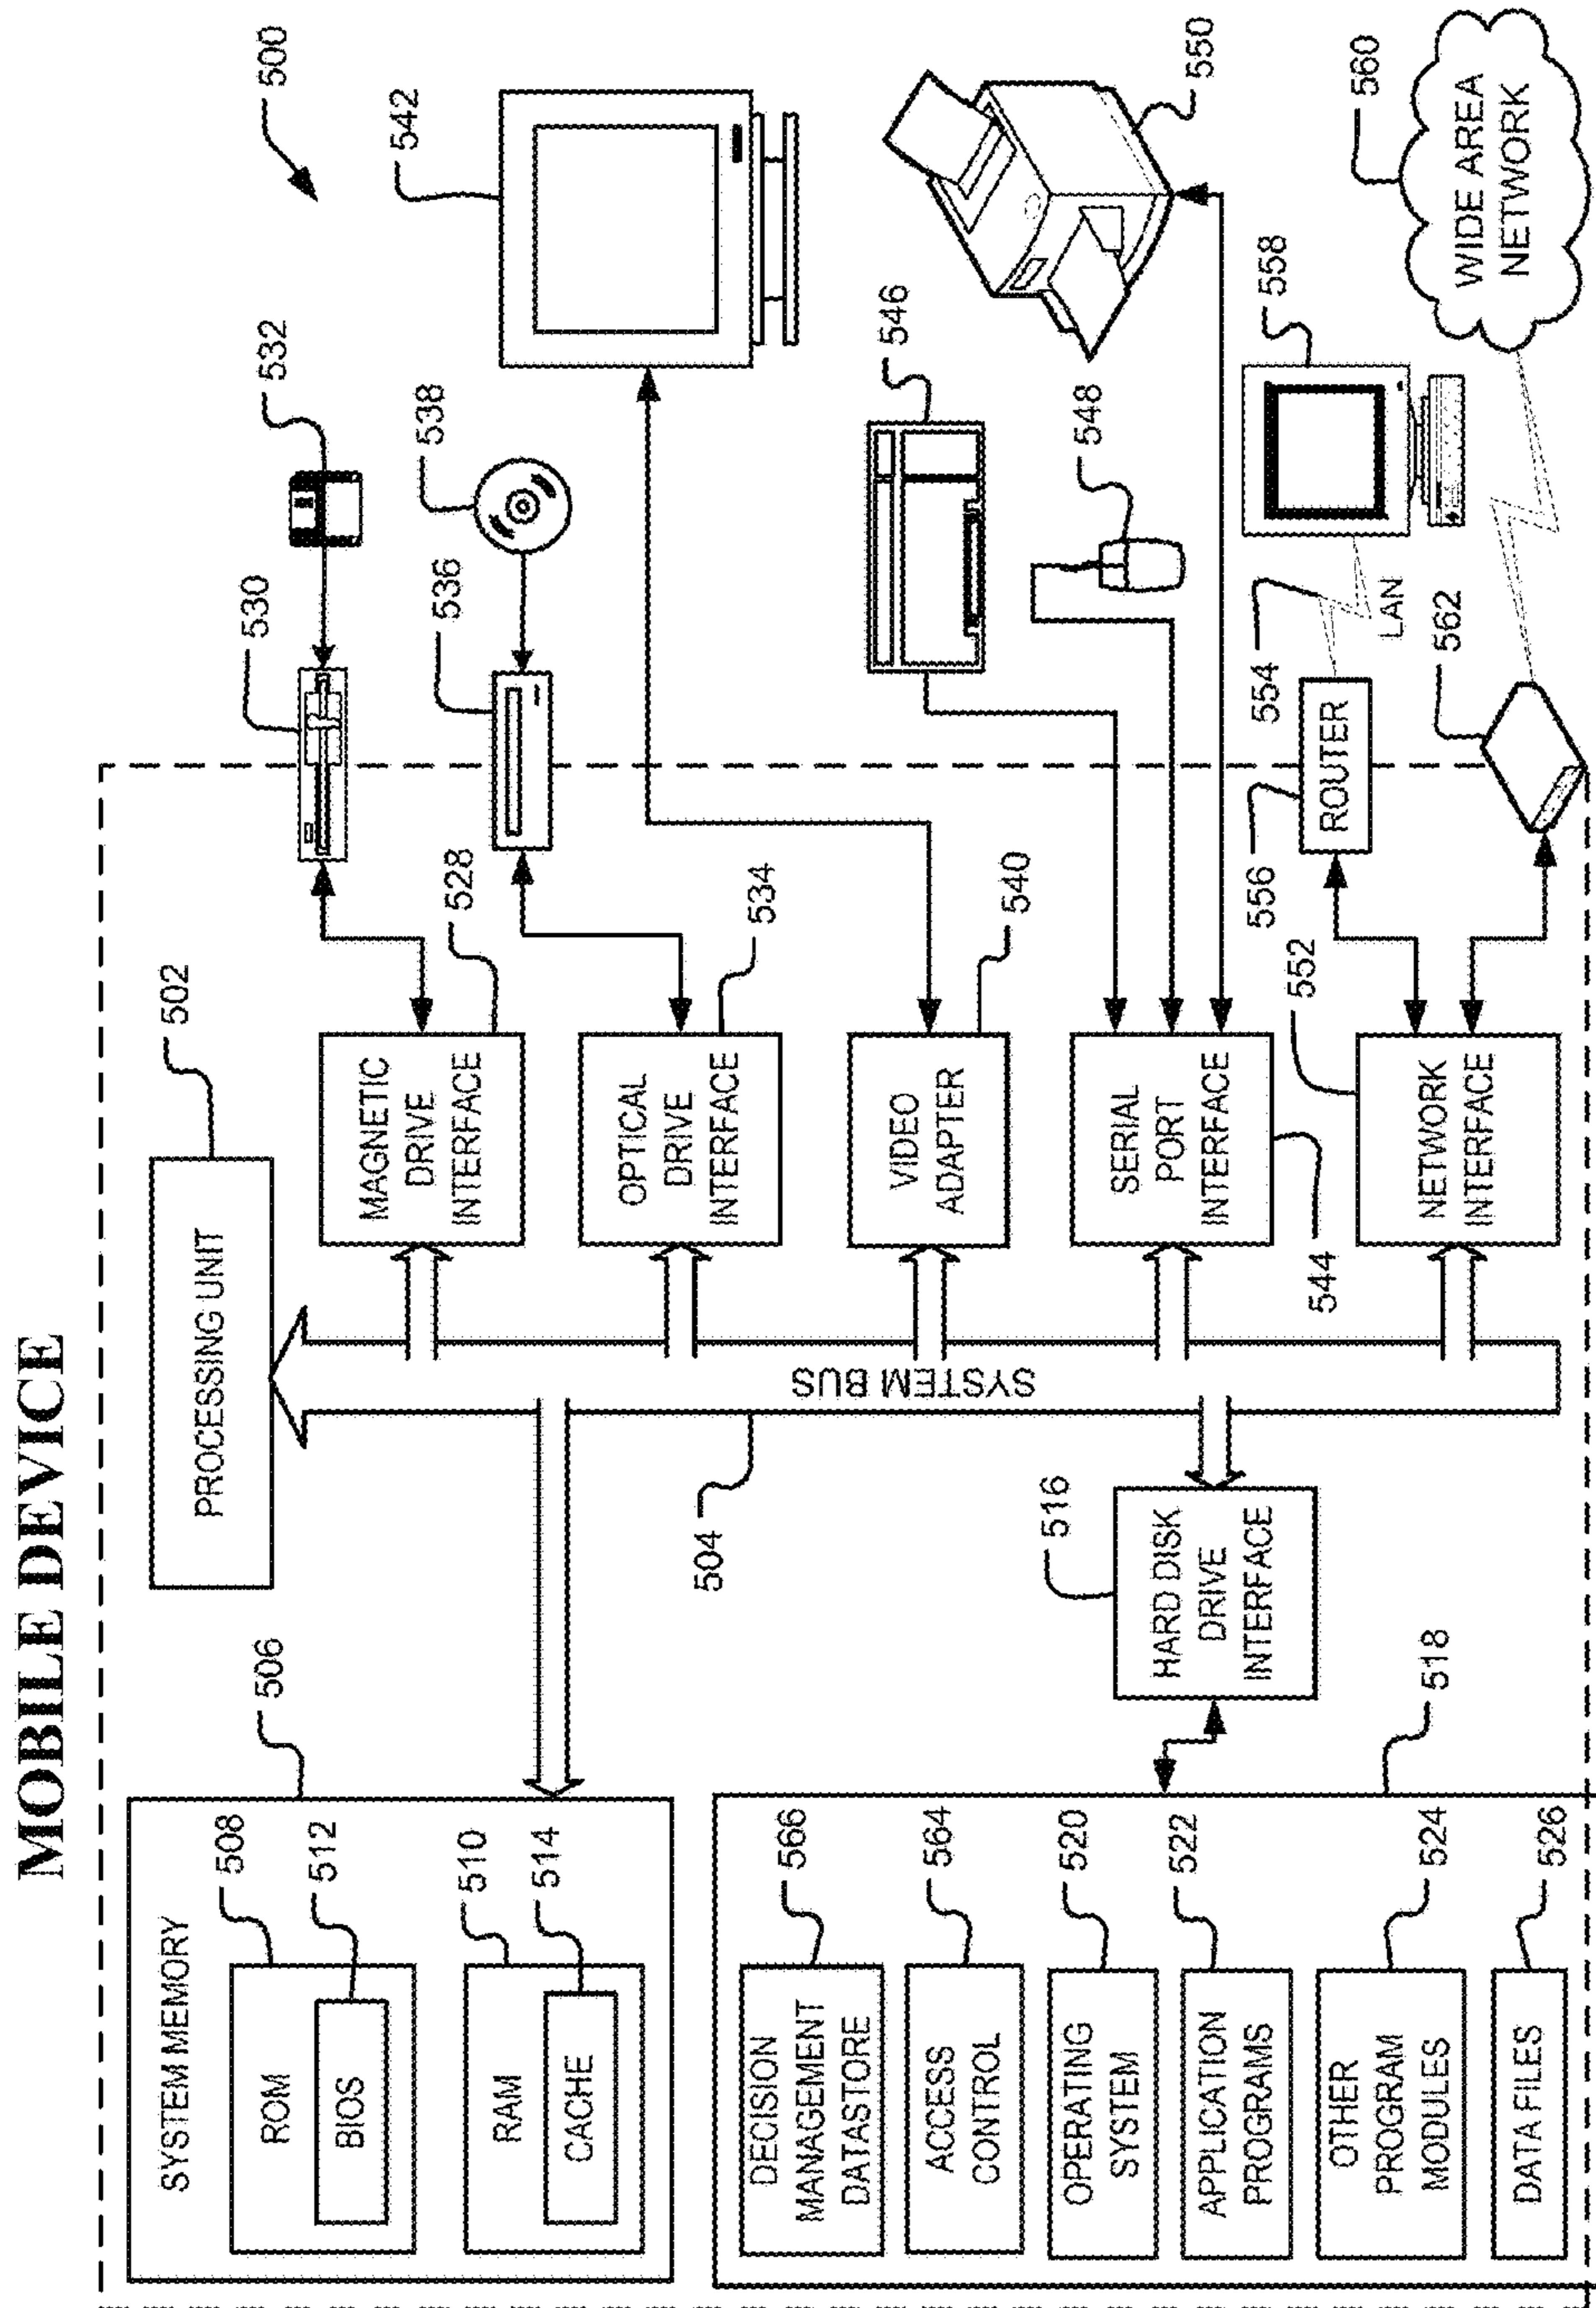 MOBILE DEVICE
500
506
SYSTEM MEMORY
508
ROM
512
BIOS
510
RAM
514
CACHE
502
PROCESSING UNIT
504
SYSTEM BUS
528
MAGNETIC
DRIVE
INTERFACE
530
532
534
OPTICAL
DRIVE
INTERFACE
536
538
540
VIDEO
ADAPTER
542
544
SERIAL
PORT
INTERFACE
546
548
550
552
NETWORK
INTERFACE
556
ROUTER
554
LAN
558
562
560
WIDE AREA
NETWORK
516
HARD DISK
DRIVE
INTERFACE
518
566
DECISION
MANAGEMENT
DATASTORE
564
ACCESS
CONTROL
520
OPERATING
SYSTEM
522
APPLICATION
PROGRAMS
524
OTHER
PROGRAM
MODULES
526
DATA FILES